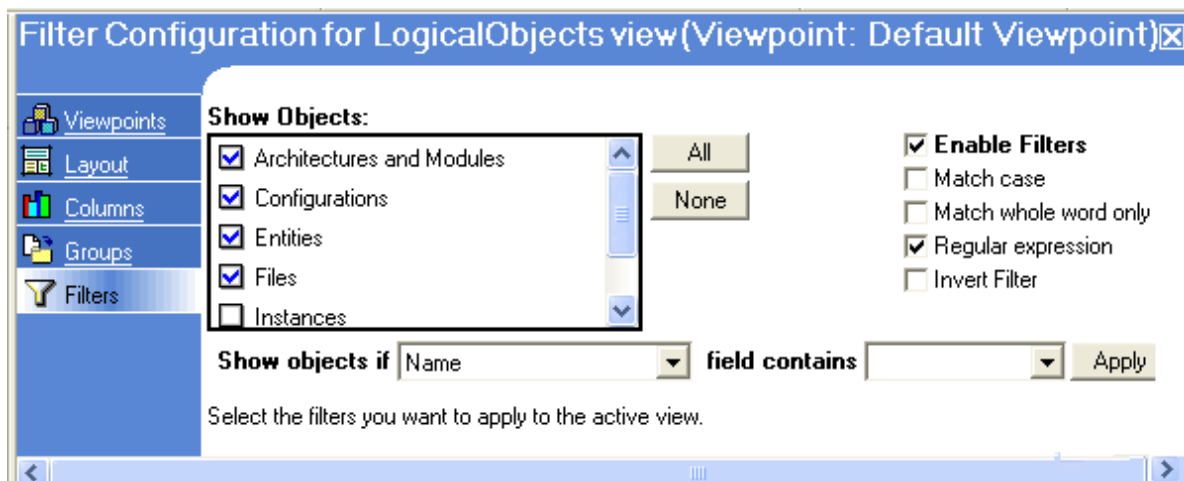 Filter Configuration for LogicalObjects view (Viewpoint: Default Viewpoint)
Viewpoints
Layout
Columns
Groups
Filters
Show Objects:
Architectures and Modules
Configurations
Entities
Files
Instances
All
None
Enable Filters
Match case
Match whole word only
Regular expression
Invert Filter
Show objects if Name field contains Apply
Select the filters you want to apply to the active view.